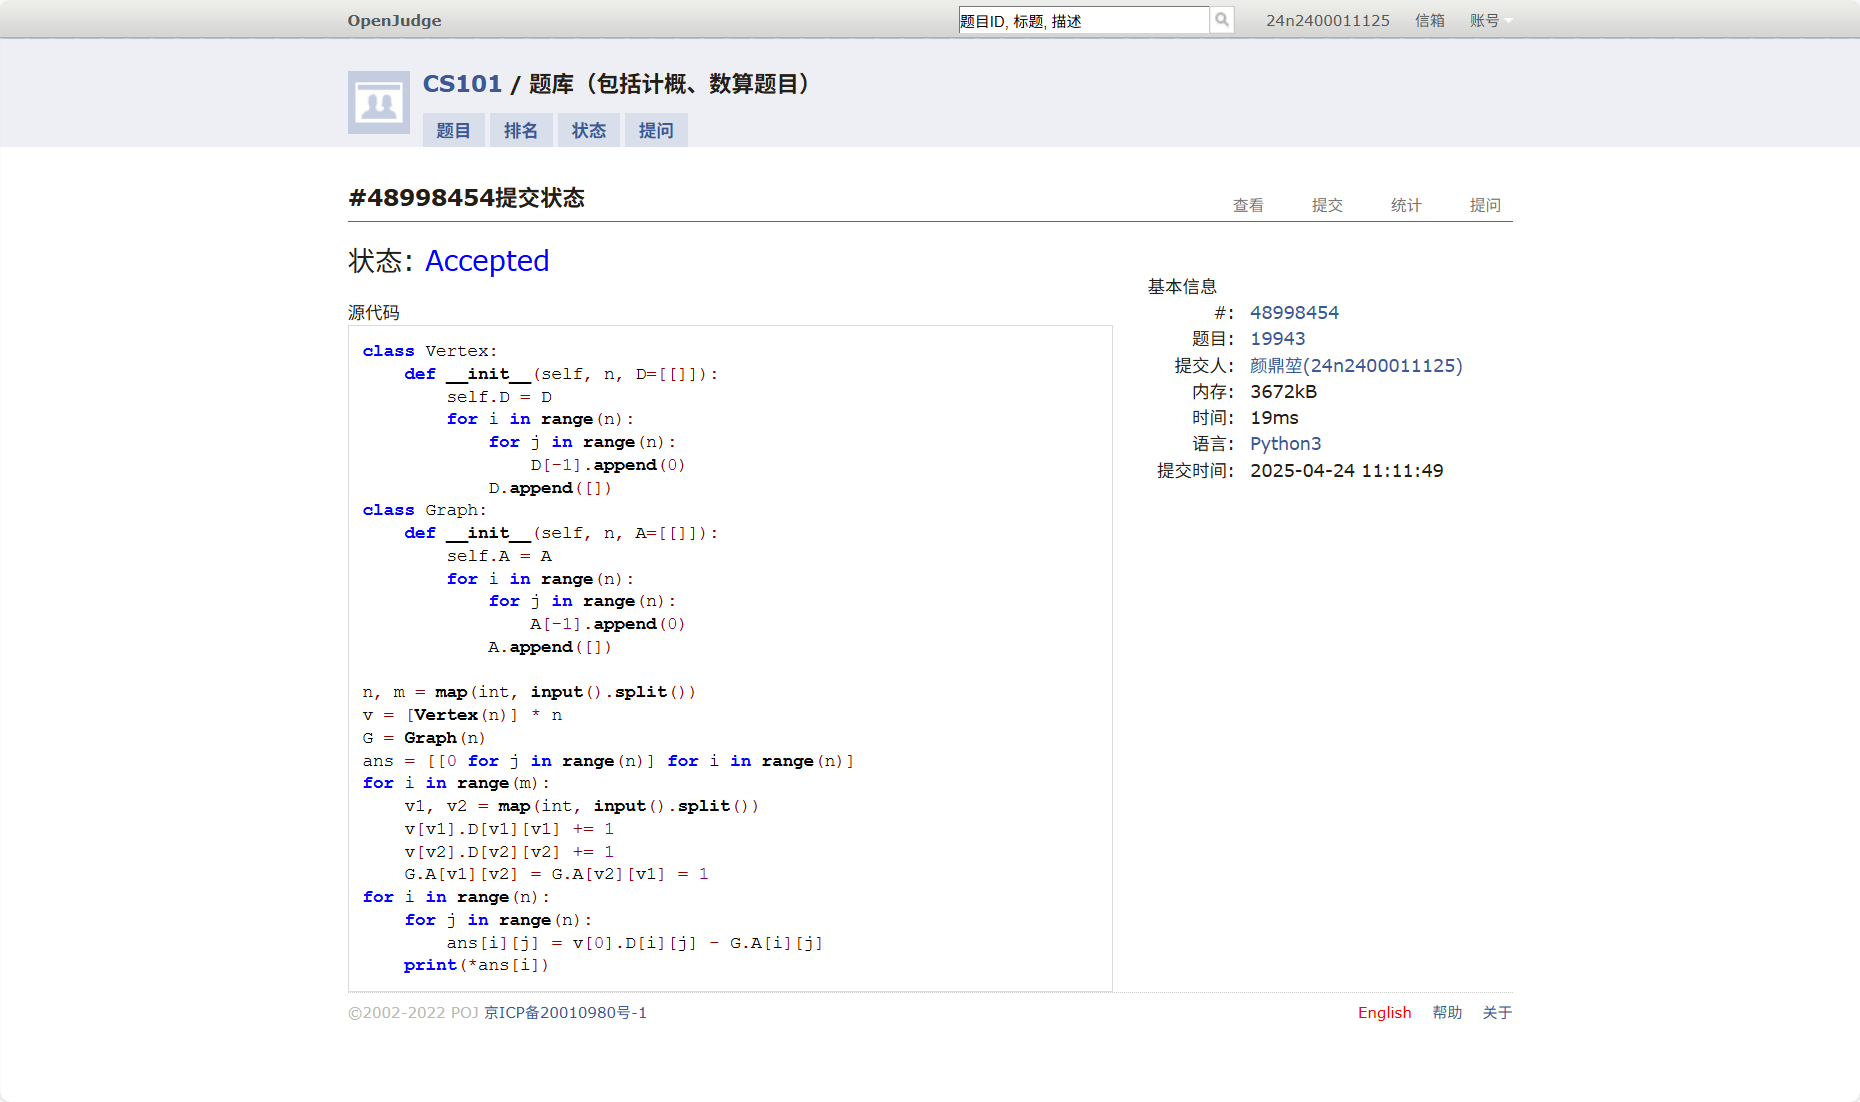 OpenJudge
题目ID, 标题, 描述
24n2400011125 信箱 账号
CS101 / 题库（包括计概、数算题目）
题目 排名 状态 提问
#48998454提交状态
查看 提交 统计 提问
状态: Accepted
源代码
class Vertex:
    def __init__(self, n, D=[[]]):
        self.D = D
        for i in range(n):
            for j in range(n):
                D[-1].append(0)
            D.append([])
class Graph:
    def __init__(self, n, A=[[]]):
        self.A = A
        for i in range(n):
            for j in range(n):
                A[-1].append(0)
            A.append([])
n, m = map(int, input().split())
v = [Vertex(n)] * n
G = Graph(n)
ans = [[0 for j in range(n)] for i in range(n)]
for i in range(m):
    v1, v2 = map(int, input().split())
    v[v1].D[v1][v1] += 1
    v[v2].D[v2][v2] += 1
    G.A[v1][v2] = G.A[v2][v1] = 1
for i in range(n):
    for j in range(n):
        ans[i][j] = v[0].D[i][j] - G.A[i][j]
    print(*ans[i])
基本信息
#: 48998454
题目: 19943
提交人: 颜鼎堃(24n2400011125)
内存: 3672kB
时间: 19ms
语言: Python3
提交时间: 2025-04-24 11:11:49
©2002-2022 POJ 京ICP备20010980号-1
English 帮助 关于